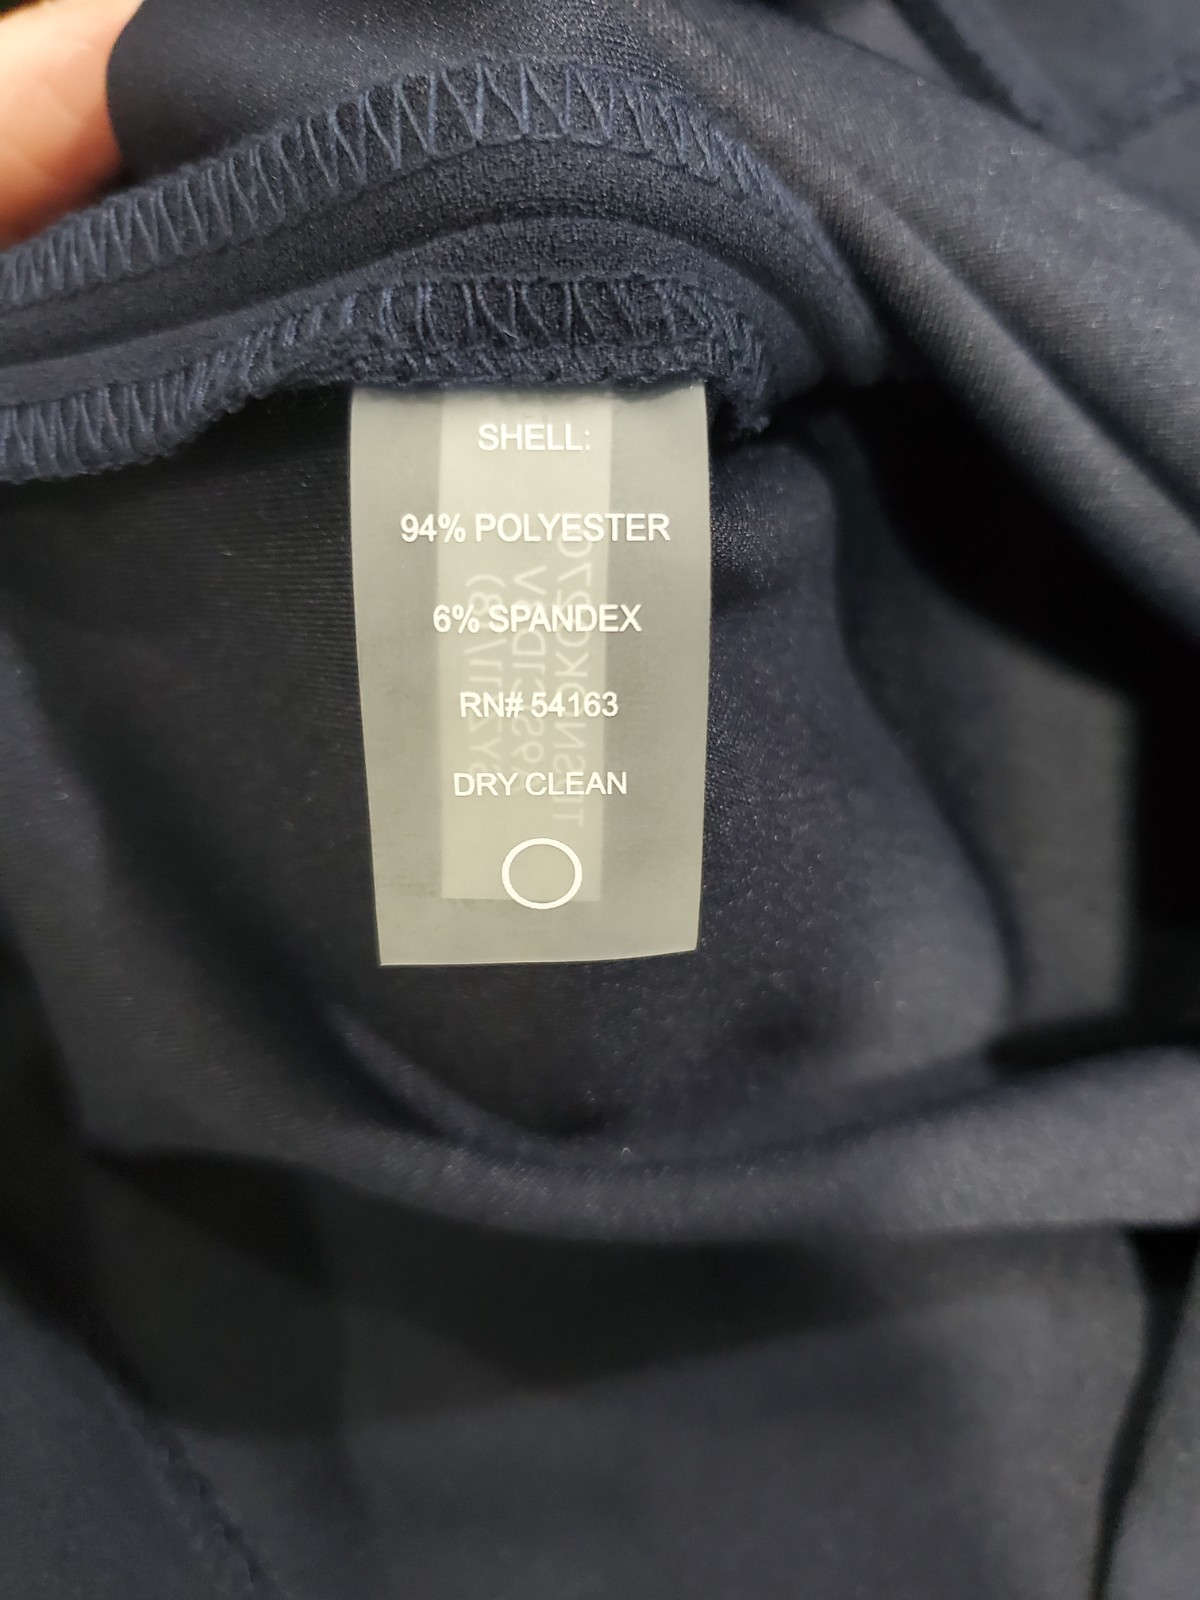 SHELL:
94% POLYESTER
6% SPANDEX
RN# 54163
DRY CLEAN